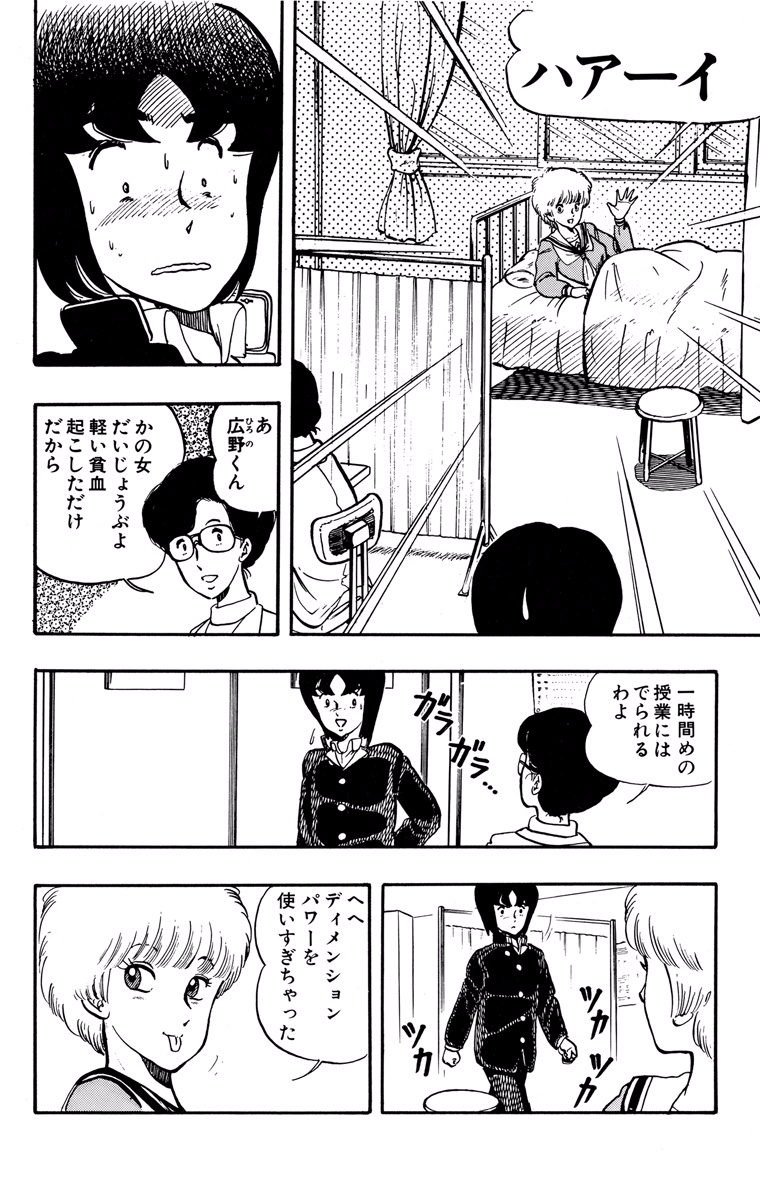 ハアーイ
あ
広野くん
ひろの
かの女
だいじょうぶよ
軽い貧血
起こしただけ
だから
一時間めの
授業には
でられる
わよ
ガラ
ガラ…
ツカ
ツカ
へへ
ディメンション
パワーを
使いすぎちゃった